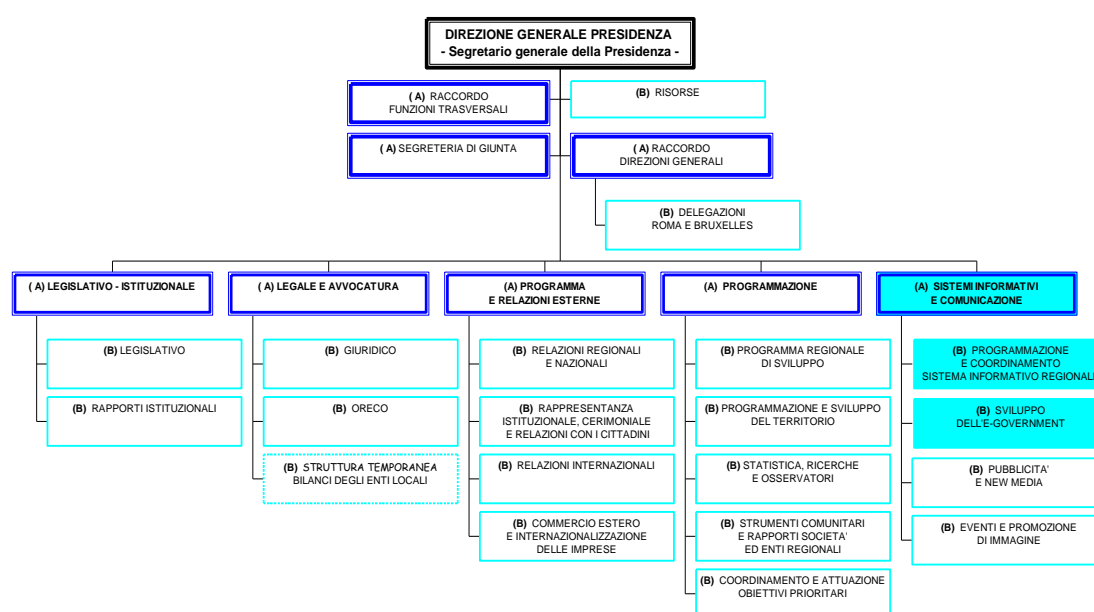 DIREZIONE GENERALE PRESIDENZA
- Segretario generale della Presidenza -
( A) RACCORDO
FUNZIONI TRASVERSALI
(B) RISORSE
( A) SEGRETERIA DI GIUNTA
( A) RACCORDO
DIREZIONI GENERALI
(B) DELEGAZIONI
ROMA E BRUXELLES
( A) LEGISLATIVO - ISTITUZIONALE
( A) LEGALE E AVVOCATURA
(A) PROGRAMMA
E RELAZIONI ESTERNE
(A) PROGRAMMAZIONE
(A) SISTEMI INFORMATIVI
E COMUNICAZIONE
(B) LEGISLATIVO
(B) RAPPORTI ISTITUZIONALI
(B) GIURIDICO
(B) ORECO
(B) STRUTTURA TEMPORANEA
BILANCI DEGLI ENTI LOCALI
(B) RELAZIONI REGIONALI
E NAZIONALI
(B) RAPPRESENTANZA
ISTITUZIONALE, CERIMONIALE
E RELAZIONI CON I CITTADINI
(B) RELAZIONI INTERNAZIONALI
(B) COMMERCIO ESTERO
E INTERNAZIONALIZZAZIONE
DELLE IMPRESE
(B) PROGRAMMA REGIONALE
DI SVILUPPO
(B) PROGRAMMAZIONE E SVILUPPO
DEL TERRITORIO
(B) STATISTICA, RICERCHE
E OSSERVATORI
(B) STRUMENTI COMUNITARI
E RAPPORTI SOCIETA'
ED ENTI REGIONALI
(B) COORDINAMENTO E ATTUAZIONE
OBIETTIVI PRIORITARI
(B) PROGRAMMAZIONE
E COORDINAMENTO
SISTEMA INFORMATIVO REGIONALE
(B) SVILUPPO
DELL'E-GOVERNMENT
(B) PUBBLICITA'
E NEW MEDIA
(B) EVENTI E PROMOZIONE
DI IMMAGINE